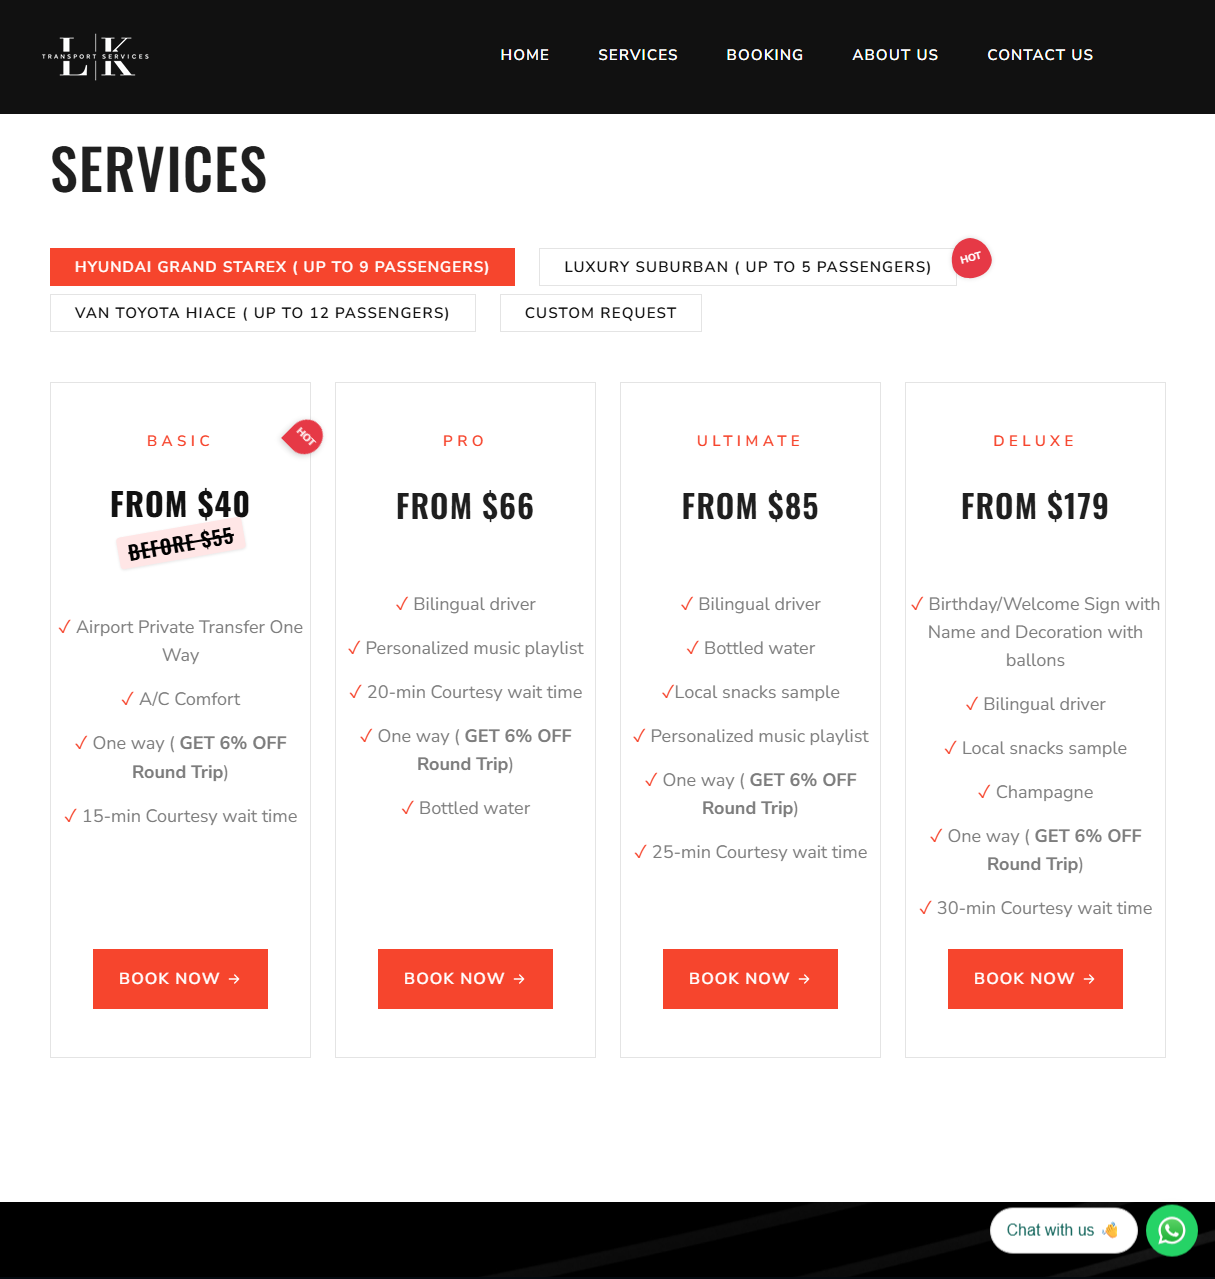 L K
TRANSPORT SERVICES
HOME
SERVICES
BOOKING
ABOUT US
CONTACT US
SERVICES
HYUNDAI GRAND STAREX ( UP TO 9 PASSENGERS)
LUXURY SUBURBAN ( UP TO 5 PASSENGERS)
HOT
VAN TOYOTA HIACE ( UP TO 12 PASSENGERS)
CUSTOM REQUEST
BASIC
HOT
FROM $40
BEFORE $55
✓ Airport Private Transfer One
Way
✓ A/C Comfort
✓ One way ( GET 6% OFF
Round Trip)
✓ 15-min Courtesy wait time
BOOK NOW →
PRO
FROM $66
✓ Bilingual driver
✓ Personalized music playlist
✓ 20-min Courtesy wait time
✓ One way ( GET 6% OFF
Round Trip)
✓ Bottled water
BOOK NOW →
ULTIMATE
FROM $85
✓ Bilingual driver
✓ Bottled water
✓Local snacks sample
✓ Personalized music playlist
✓ One way ( GET 6% OFF
Round Trip)
✓ 25-min Courtesy wait time
BOOK NOW →
DELUXE
FROM $179
✓ Birthday/Welcome Sign with
Name and Decoration with
ballons
✓ Bilingual driver
✓ Local snacks sample
✓ Champagne
✓ One way ( GET 6% OFF
Round Trip)
✓ 30-min Courtesy wait time
BOOK NOW →
Chat with us 👋